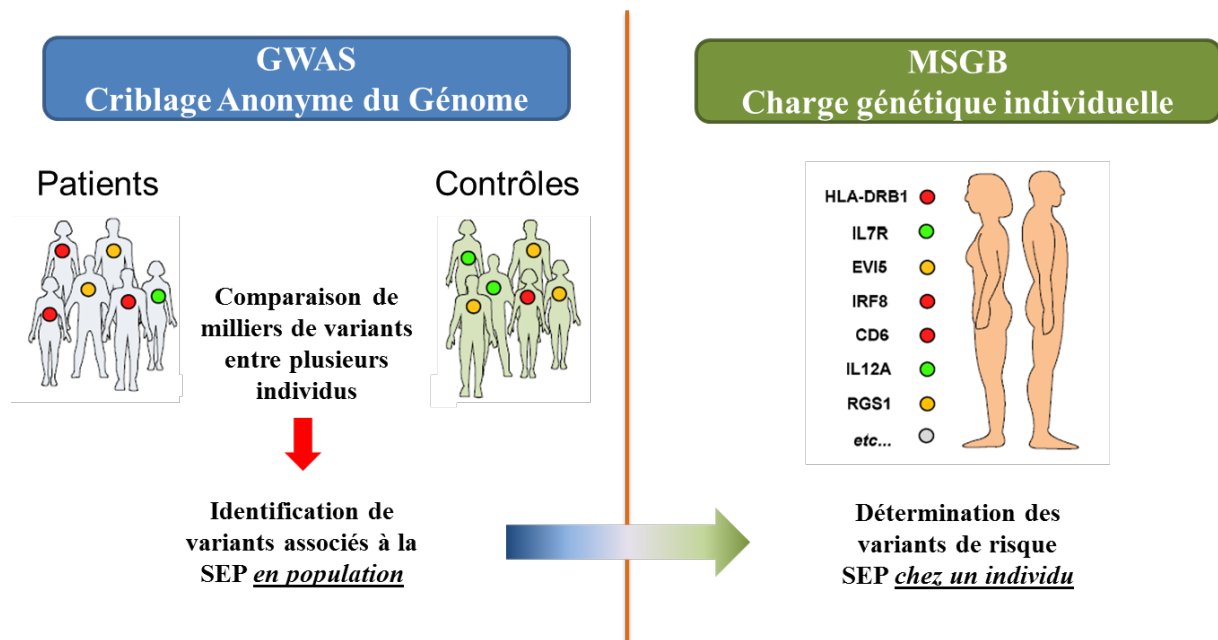 GWAS
Criblage Anonyme du Génome
Patients
Contrôles
Comparaison de
milliers de variants
entre plusieurs
individus
Identification de
variants associés à la
SEP en population
MSGB
Charge génétique individuelle
HLA-DRB1
IL7R
EVI5
IRF8
CD6
IL12A
RGS1
etc...
Détermination des
variants de risque
SEP chez un individu